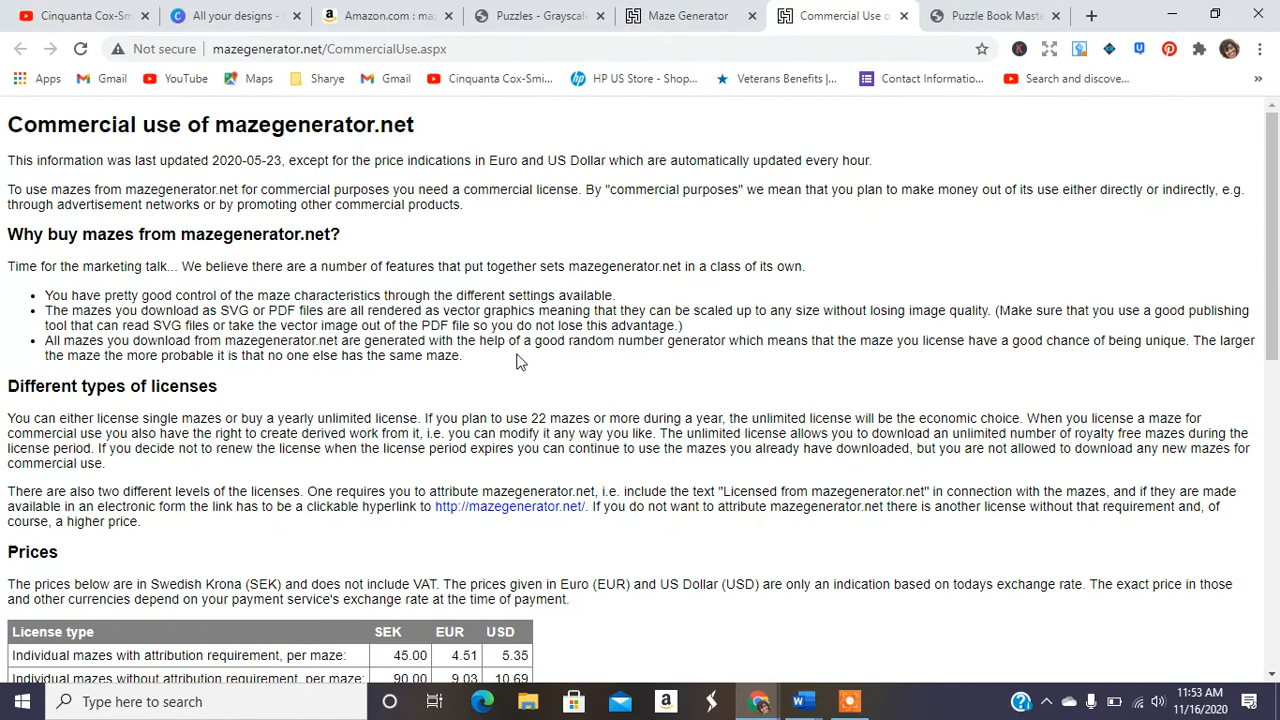 Cinquanta Cox-Sm
All your designs -
Amazon.com : maz
Puzzles - Grayscale
Maze Generator
Commercial Use o
Puzzle Book Maste
Not secure
mazegenerator.net/CommercialUse.aspx
Apps
Gmail
YouTube
Maps
Sharye
Gmail
Cinquanta Cox-Smi...
HP US Store - Shop...
Veterans Benefits |...
Contact Informatio...
Search and discove...
Commercial use of mazegenerator.net
This information was last updated 2020-05-23, except for the price indications in Euro and US Dollar which are automatically updated every hour.
To use mazes from mazegenerator.net for commercial purposes you need a commercial license. By "commercial purposes" we mean that you plan to make money out of its use either directly or indirectly, e.g.
through advertisement networks or by promoting other commercial products.
Why buy mazes from mazegenerator.net?
Time for the marketing talk... We believe there are a number of features that put together sets mazegenerator.net in a class of its own.
• You have pretty good control of the maze characteristics through the different settings available.
• The mazes you download as SVG or PDF files are all rendered as vector graphics meaning that they can be scaled up to any size without losing image quality. (Make sure that you use a good publishing
tool that can read SVG files or take the vector image out of the PDF file so you do not lose this advantage.)
• All mazes you download from mazegenerator.net are generated with the help of a good random number generator which means that the maze you license have a good chance of being unique. The larger
the maze the more probable it is that no one else has the same maze.
Different types of licenses
You can either license single mazes or buy a yearly unlimited license. If you plan to use 22 mazes or more during a year, the unlimited license will be the economic choice. When you license a maze for
commercial use you also have the right to create derived work from it, i.e. you can modify it any way you like. The unlimited license allows you to download an unlimited number of royalty free mazes during the
license period. If you decide not to renew the license when the license period expires you can continue to use the mazes you already have downloaded, but you are not allowed to download any new mazes for
commercial use.
There are also two different levels of the licenses. One requires you to attribute mazegenerator.net, i.e. include the text "Licensed from mazegenerator.net" in connection with the mazes, and if they are made
available in an electronic form the link has to be a clickable hyperlink to http://mazegenerator.net/. If you do not want to attribute mazegenerator.net there is another license without that requirement and, of
course, a higher price.
Prices
The prices below are in Swedish Krona (SEK) and does not include VAT. The prices given in Euro (EUR) and US Dollar (USD) are only an indication based on todays exchange rate. The exact price in those
and other currencies depend on your payment service's exchange rate at the time of payment.
License type SEK EUR USD
Individual mazes with attribution requirement, per maze: 45.00 4.51 5.35
Individual mazes without attribution requirement, per maze: 90.00 9.03 10.69
Type here to search
11:53 AM
11/16/2020